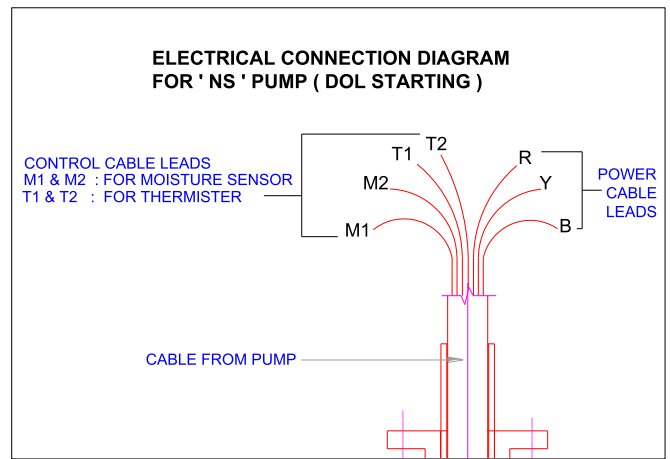 ELECTRICAL CONNECTION DIAGRAM
FOR ' NS ' PUMP ( DOL STARTING )
CONTROL CABLE LEADS
M1 & M2 : FOR MOISTURE SENSOR
T1 & T2 : FOR THERMISTER
T2
T1
M2
M1
R
Y
B
POWER
CABLE
LEADS
CABLE FROM PUMP